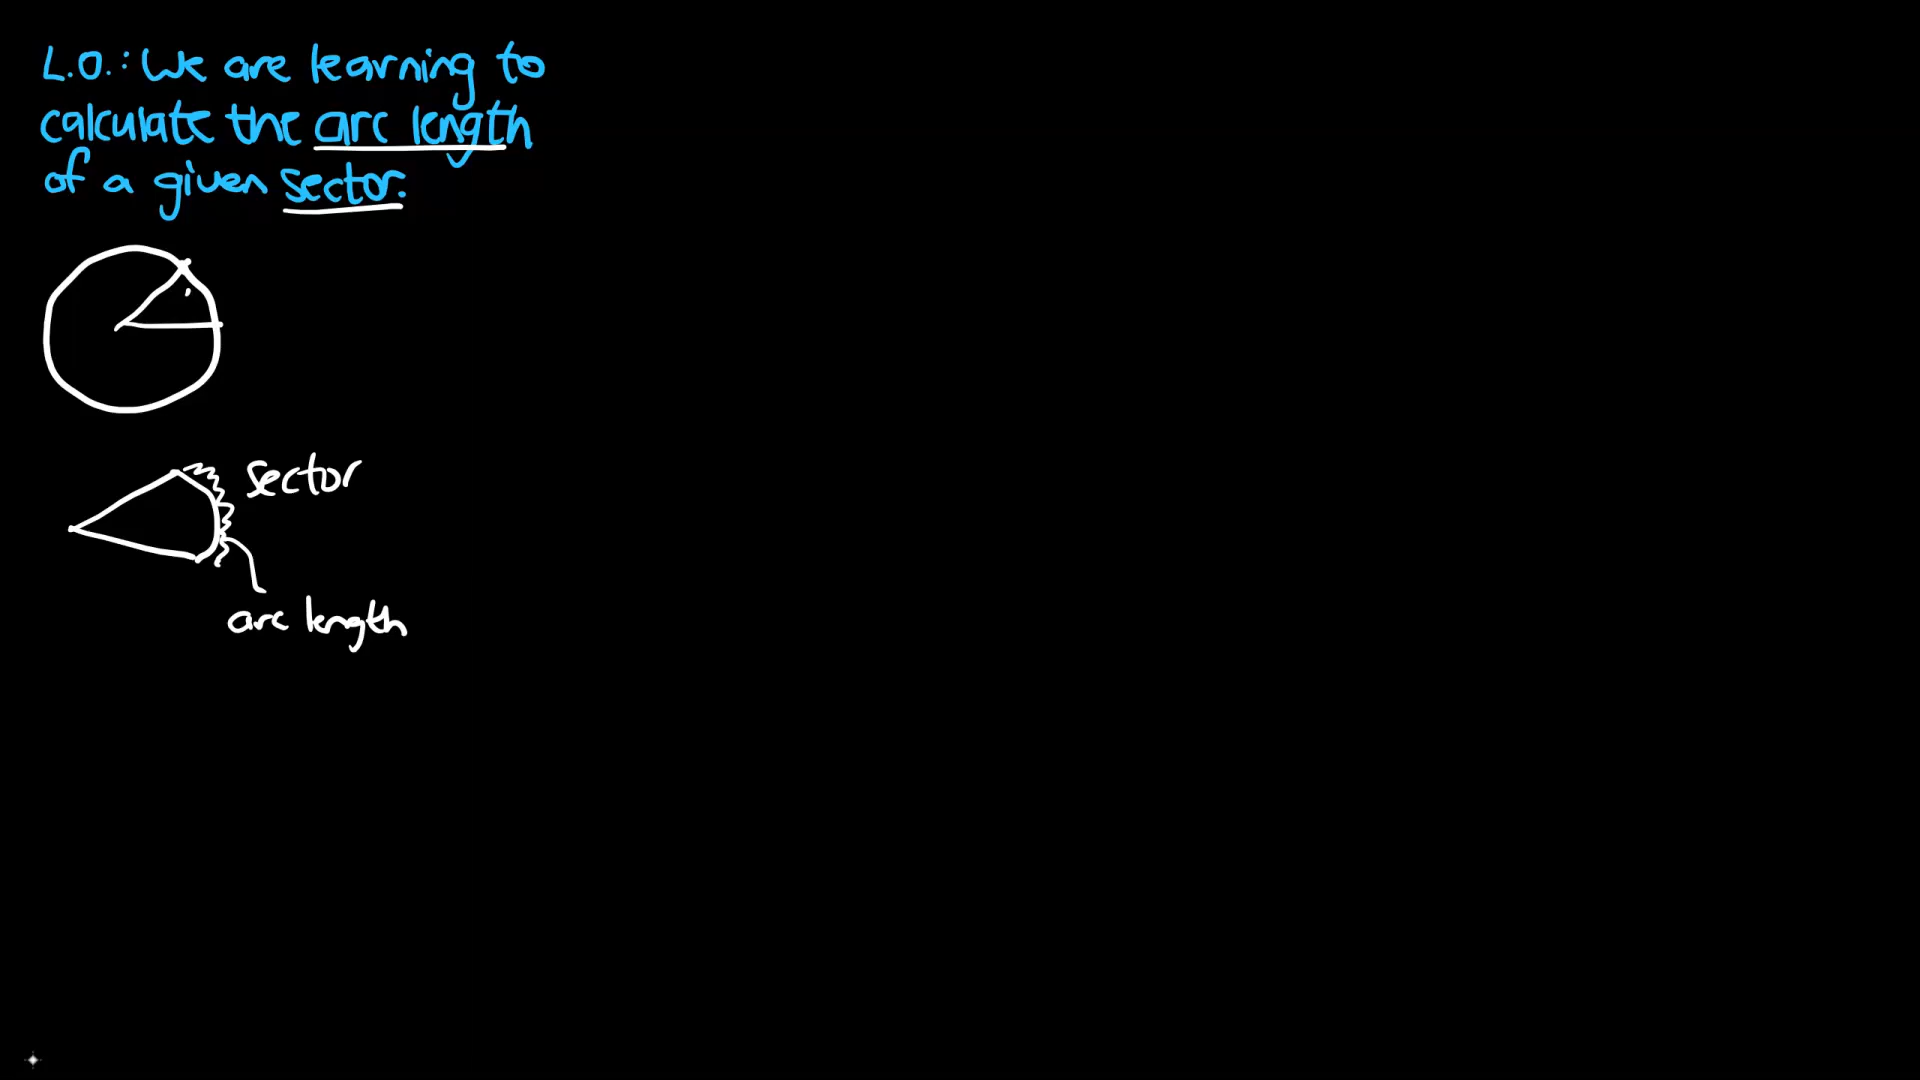 L.O.: We are learning to
calculate the arc length
of a given sector.
sector
arc length